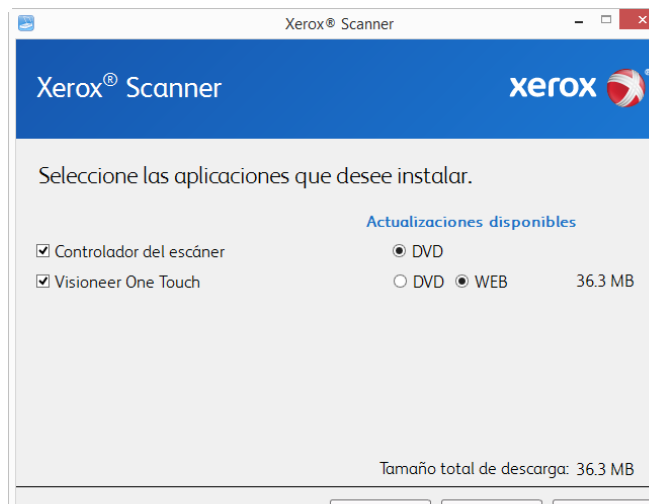 Xerox® Scanner
Xerox® Scanner
xerox
Seleccione las aplicaciones que desee instalar.
Actualizaciones disponibles
Controlador del escáner DVD
Visioneer One Touch DVD WEB 36.3 MB
Tamaño total de descarga: 36.3 MB